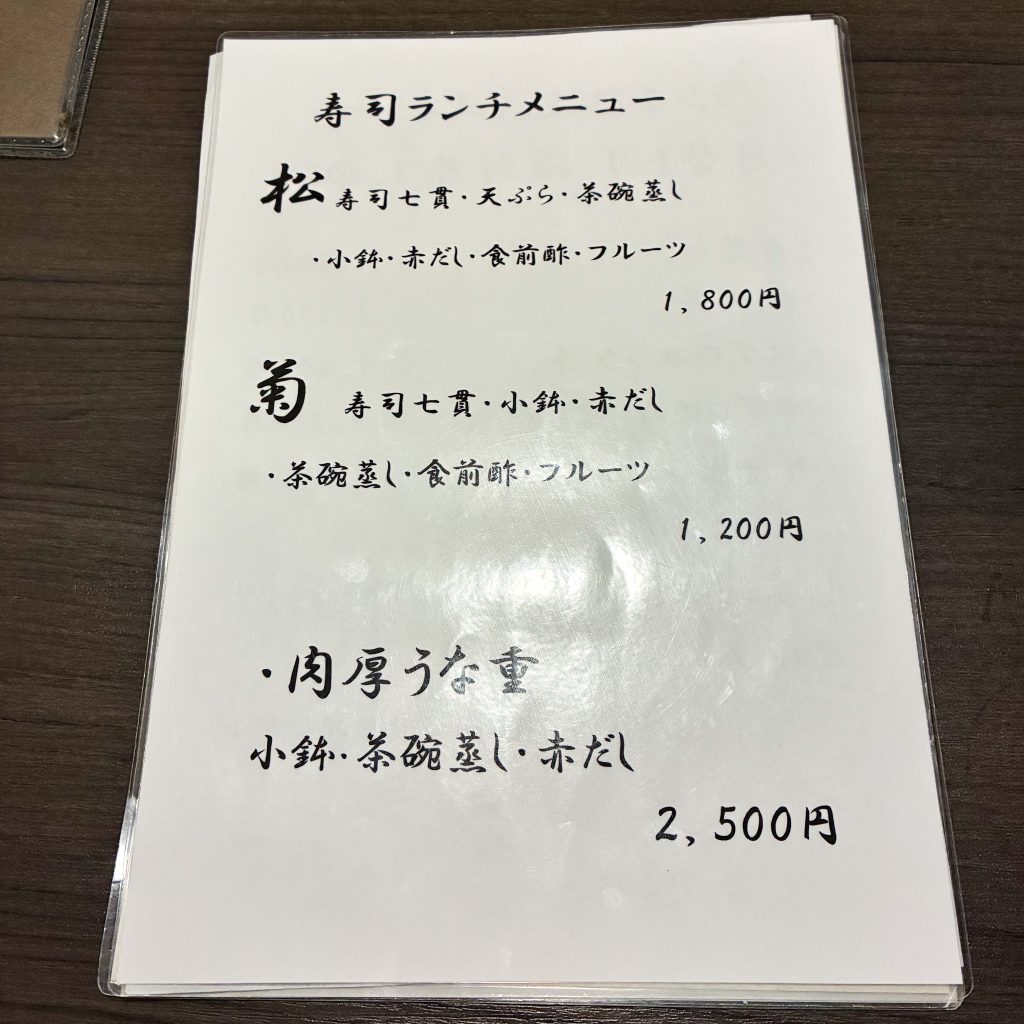 寿司ランチメニュー
松 寿司七貫・天ぷら・茶碗蒸し
・小鉢・赤だし・食前酢・フルーツ
1,800円
菊 寿司七貫・小鉢・赤だし
・茶碗蒸し・食前酢・フルーツ
1,200円
・肉厚うな重
小鉢・茶碗蒸し・赤だし
2,500円